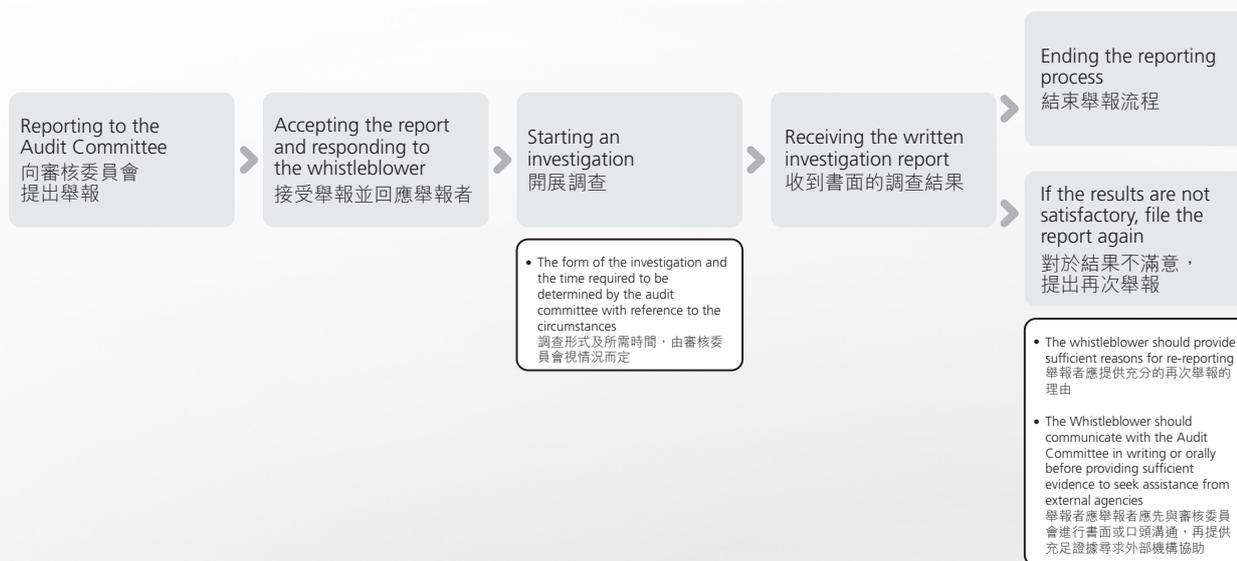 Reporting to the
Audit Committee
向審核委員會
提出舉報
Accepting the report
and responding to
the whistleblower
接受舉報並回應舉報者
Starting an
investigation
開展調查
• The form of the investigation and
the time required to be
determined by the audit
committee with reference to the
circumstances
調查形式及所需時間，由審核委
員會視情況而定
Receiving the written
investigation report
收到書面的調查結果
Ending the reporting
process
結束舉報流程
If the results are not
satisfactory, file the
report again
對於結果不滿意，
提出再次舉報
• The whistleblower should provide
sufficient reasons for re-reporting
舉報者應提供充分的再次舉報的
理由
• The Whistleblower should
communicate with the Audit
Committee in writing or orally
before providing sufficient
evidence to seek assistance from
external agencies
舉報者應舉報者應先與審核委員
會進行書面或口頭溝通，再提供
充足證據尋求外部機構協助